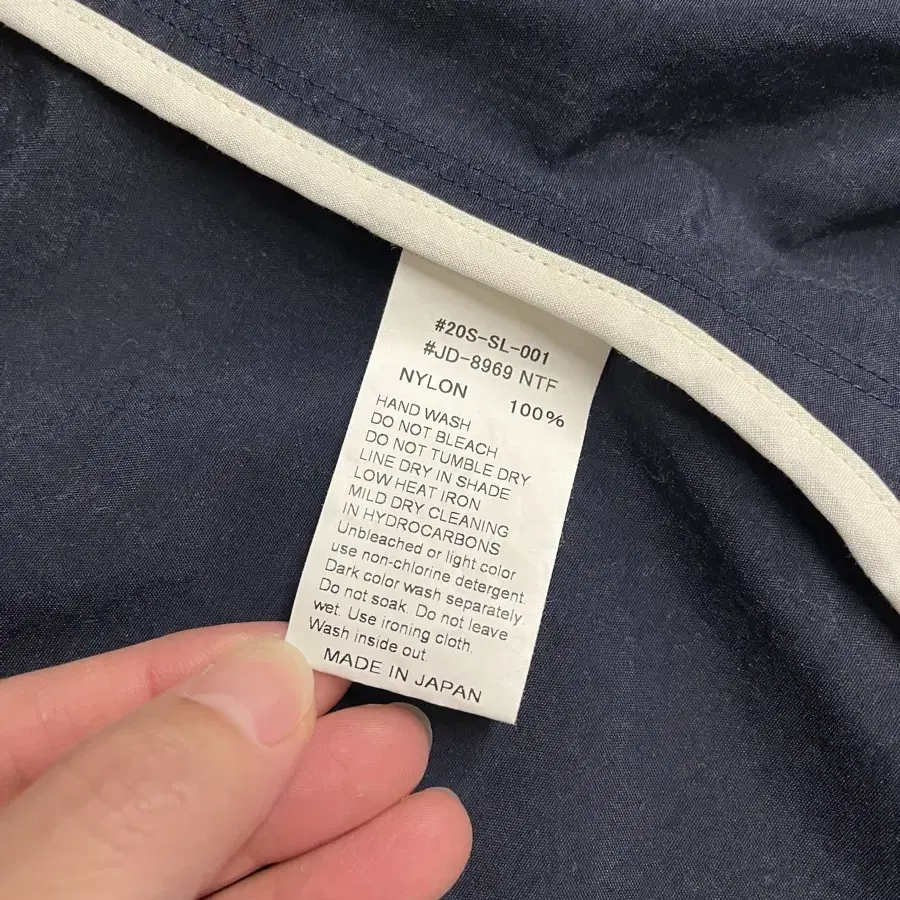 #20S-SL-001
#JD-8969 NTF
NYLON 100%
HAND WASH
DO NOT BLEACH
DO NOT TUMBLE DRY
LINE DRY IN SHADE
LOW HEAT IRON
MILD DRY CLEANING
IN HYDROCARBONS
Unbleached or light color
use non-chlorine detergent.
Dark color wash separately.
Do not soak. Do not leave
wet. Use ironing cloth.
Wash inside out.
MADE IN JAPAN